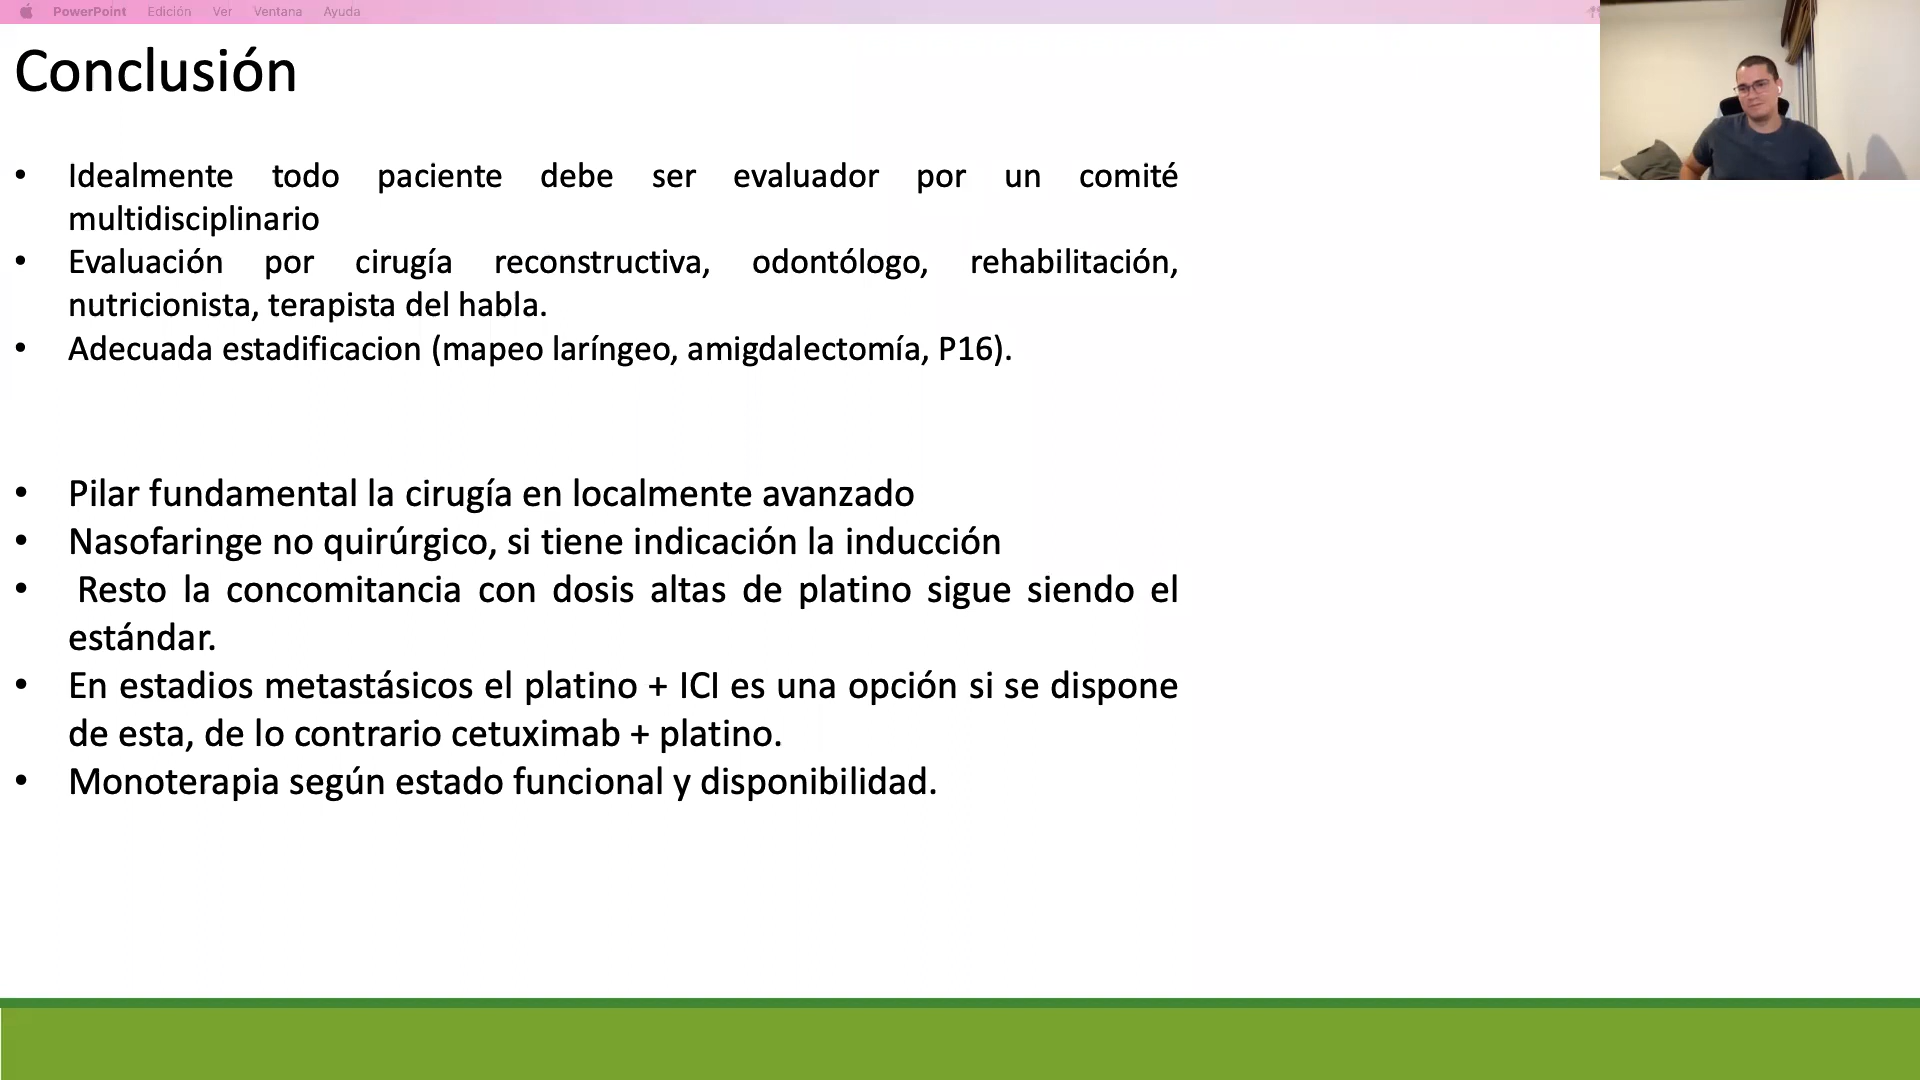 PowerPoint Edición Ver Ventana Ayuda
Conclusión
• Idealmente todo paciente debe ser evaluador por un comité
multidisciplinario
• Evaluación por cirugía reconstructiva, odontólogo, rehabilitación,
nutricionista, terapista del habla.
• Adecuada estadificacion (mapeo laríngeo, amigdalectomía, P16).
• Pilar fundamental la cirugía en localmente avanzado
• Nasofaringe no quirúrgico, si tiene indicación la inducción
• Resto la concomitancia con dosis altas de platino sigue siendo el
estándar.
• En estadios metastásicos el platino + ICI es una opción si se dispone
de esta, de lo contrario cetuximab + platino.
• Monoterapia según estado funcional y disponibilidad.